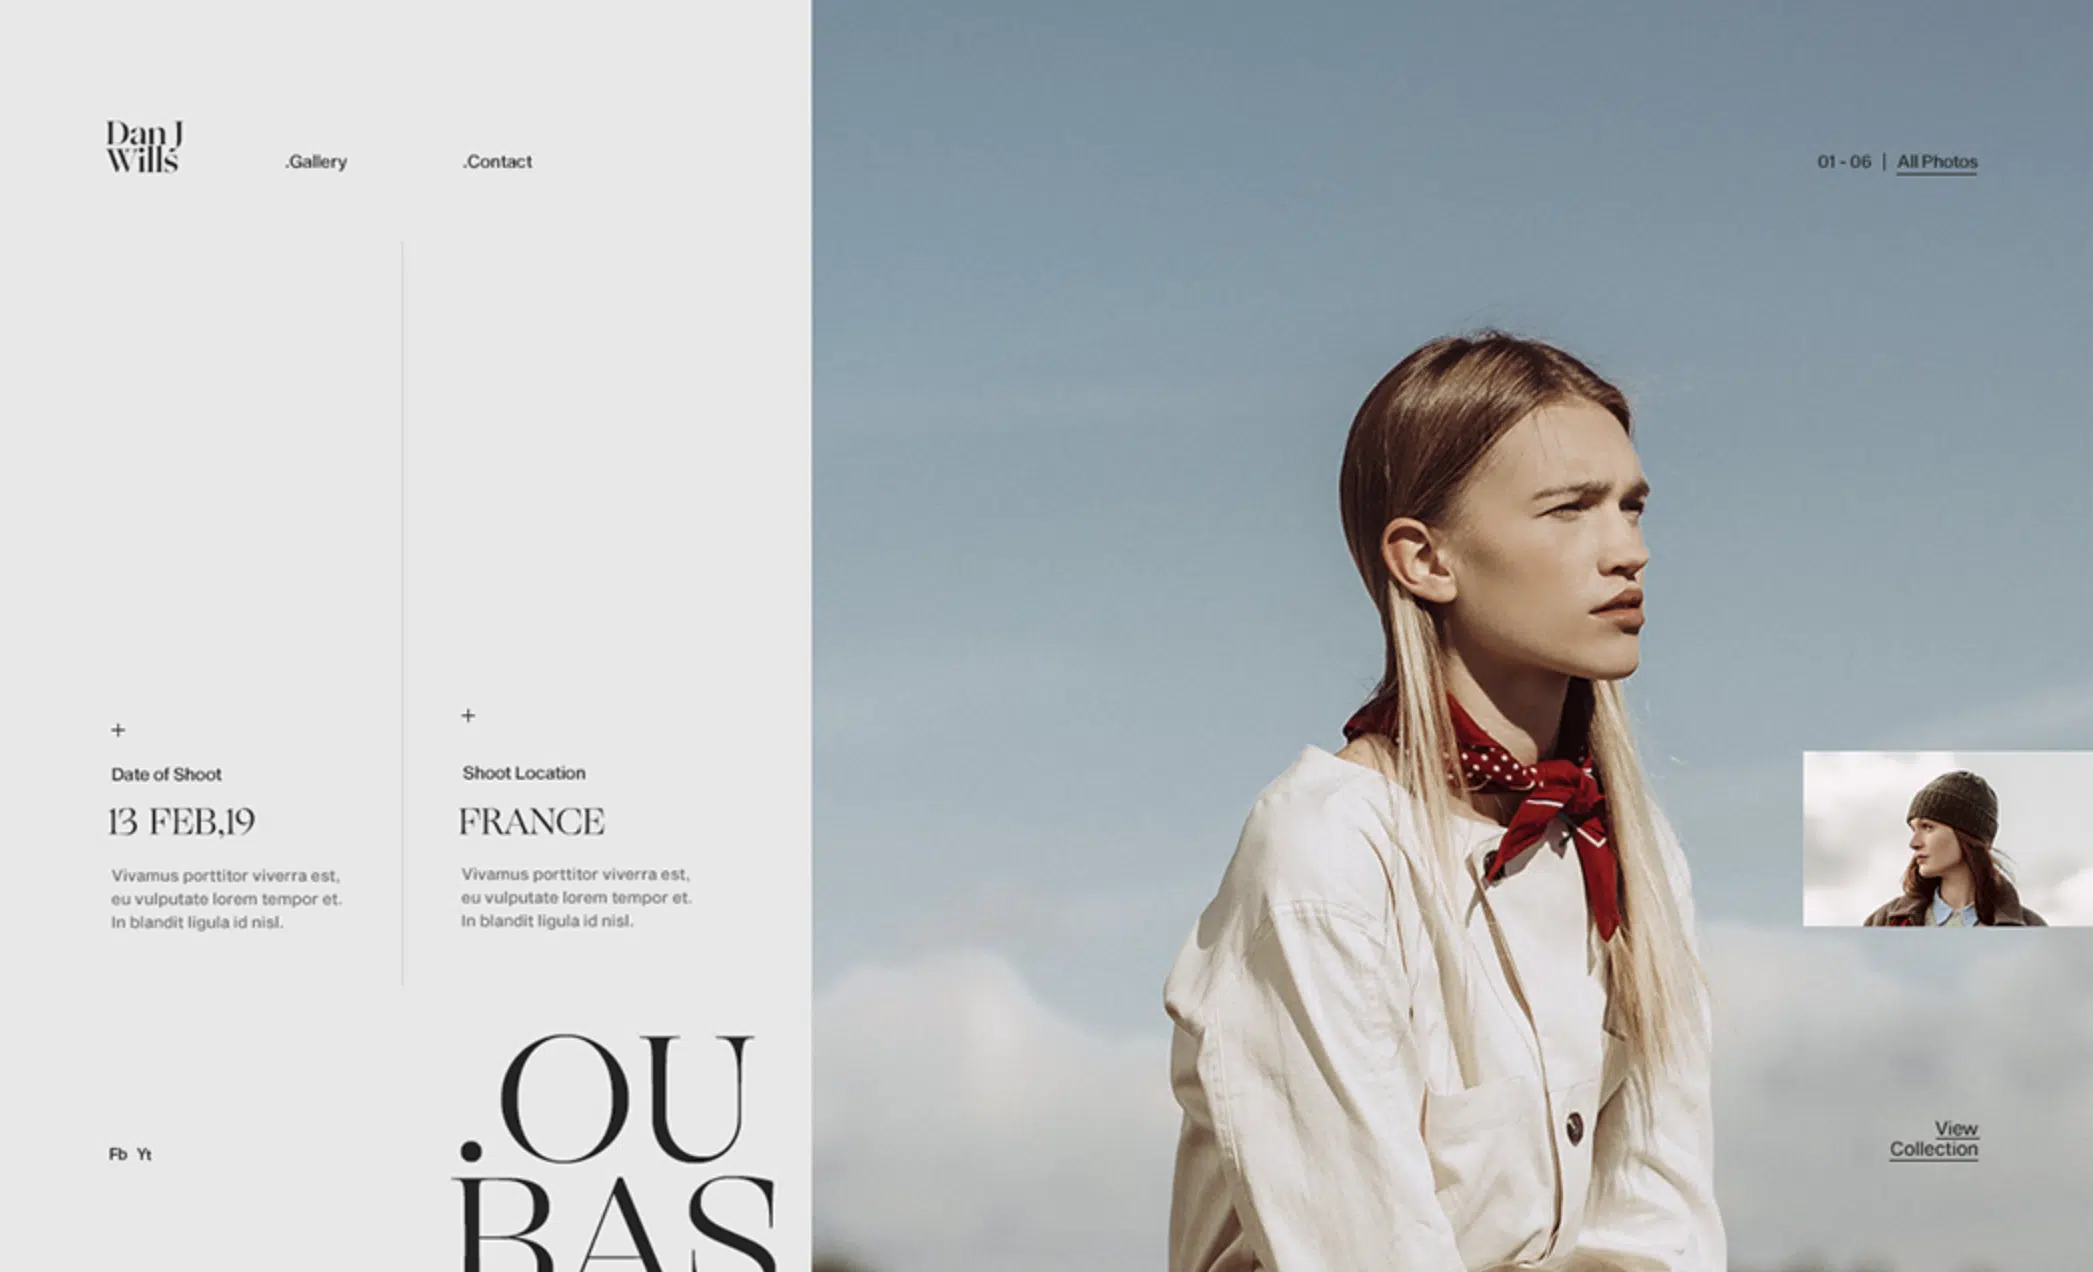 Dan J
Wills
.Gallery
.Contact
01 - 06 | All Photos
+
Date of Shoot
13 FEB,19
Vivamus porttitor viverra est,
eu vulputate lorem tempor et.
In blandit ligula id nisl.
+
Shoot Location
FRANCE
Vivamus porttitor viverra est,
eu vulputate lorem tempor et.
In blandit ligula id nisl.
Fb Yt
.OU
BAS
View
Collection